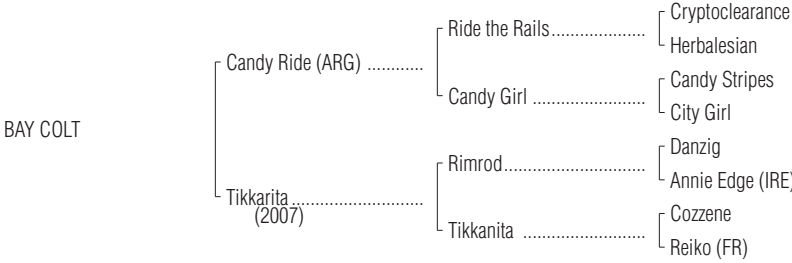 Cryptoclearance
Ride the Rails.....................
Herbalesian
Candy Ride (ARG) ............
Candy Stripes
Candy Girl .........................
City Girl
BAY COLT
Danzig
Rimrod...............................
Annie Edge (IRE)
Tikkarita.............................
(2007)
Cozzene
Tikkanita ...........................
Reiko (FR)